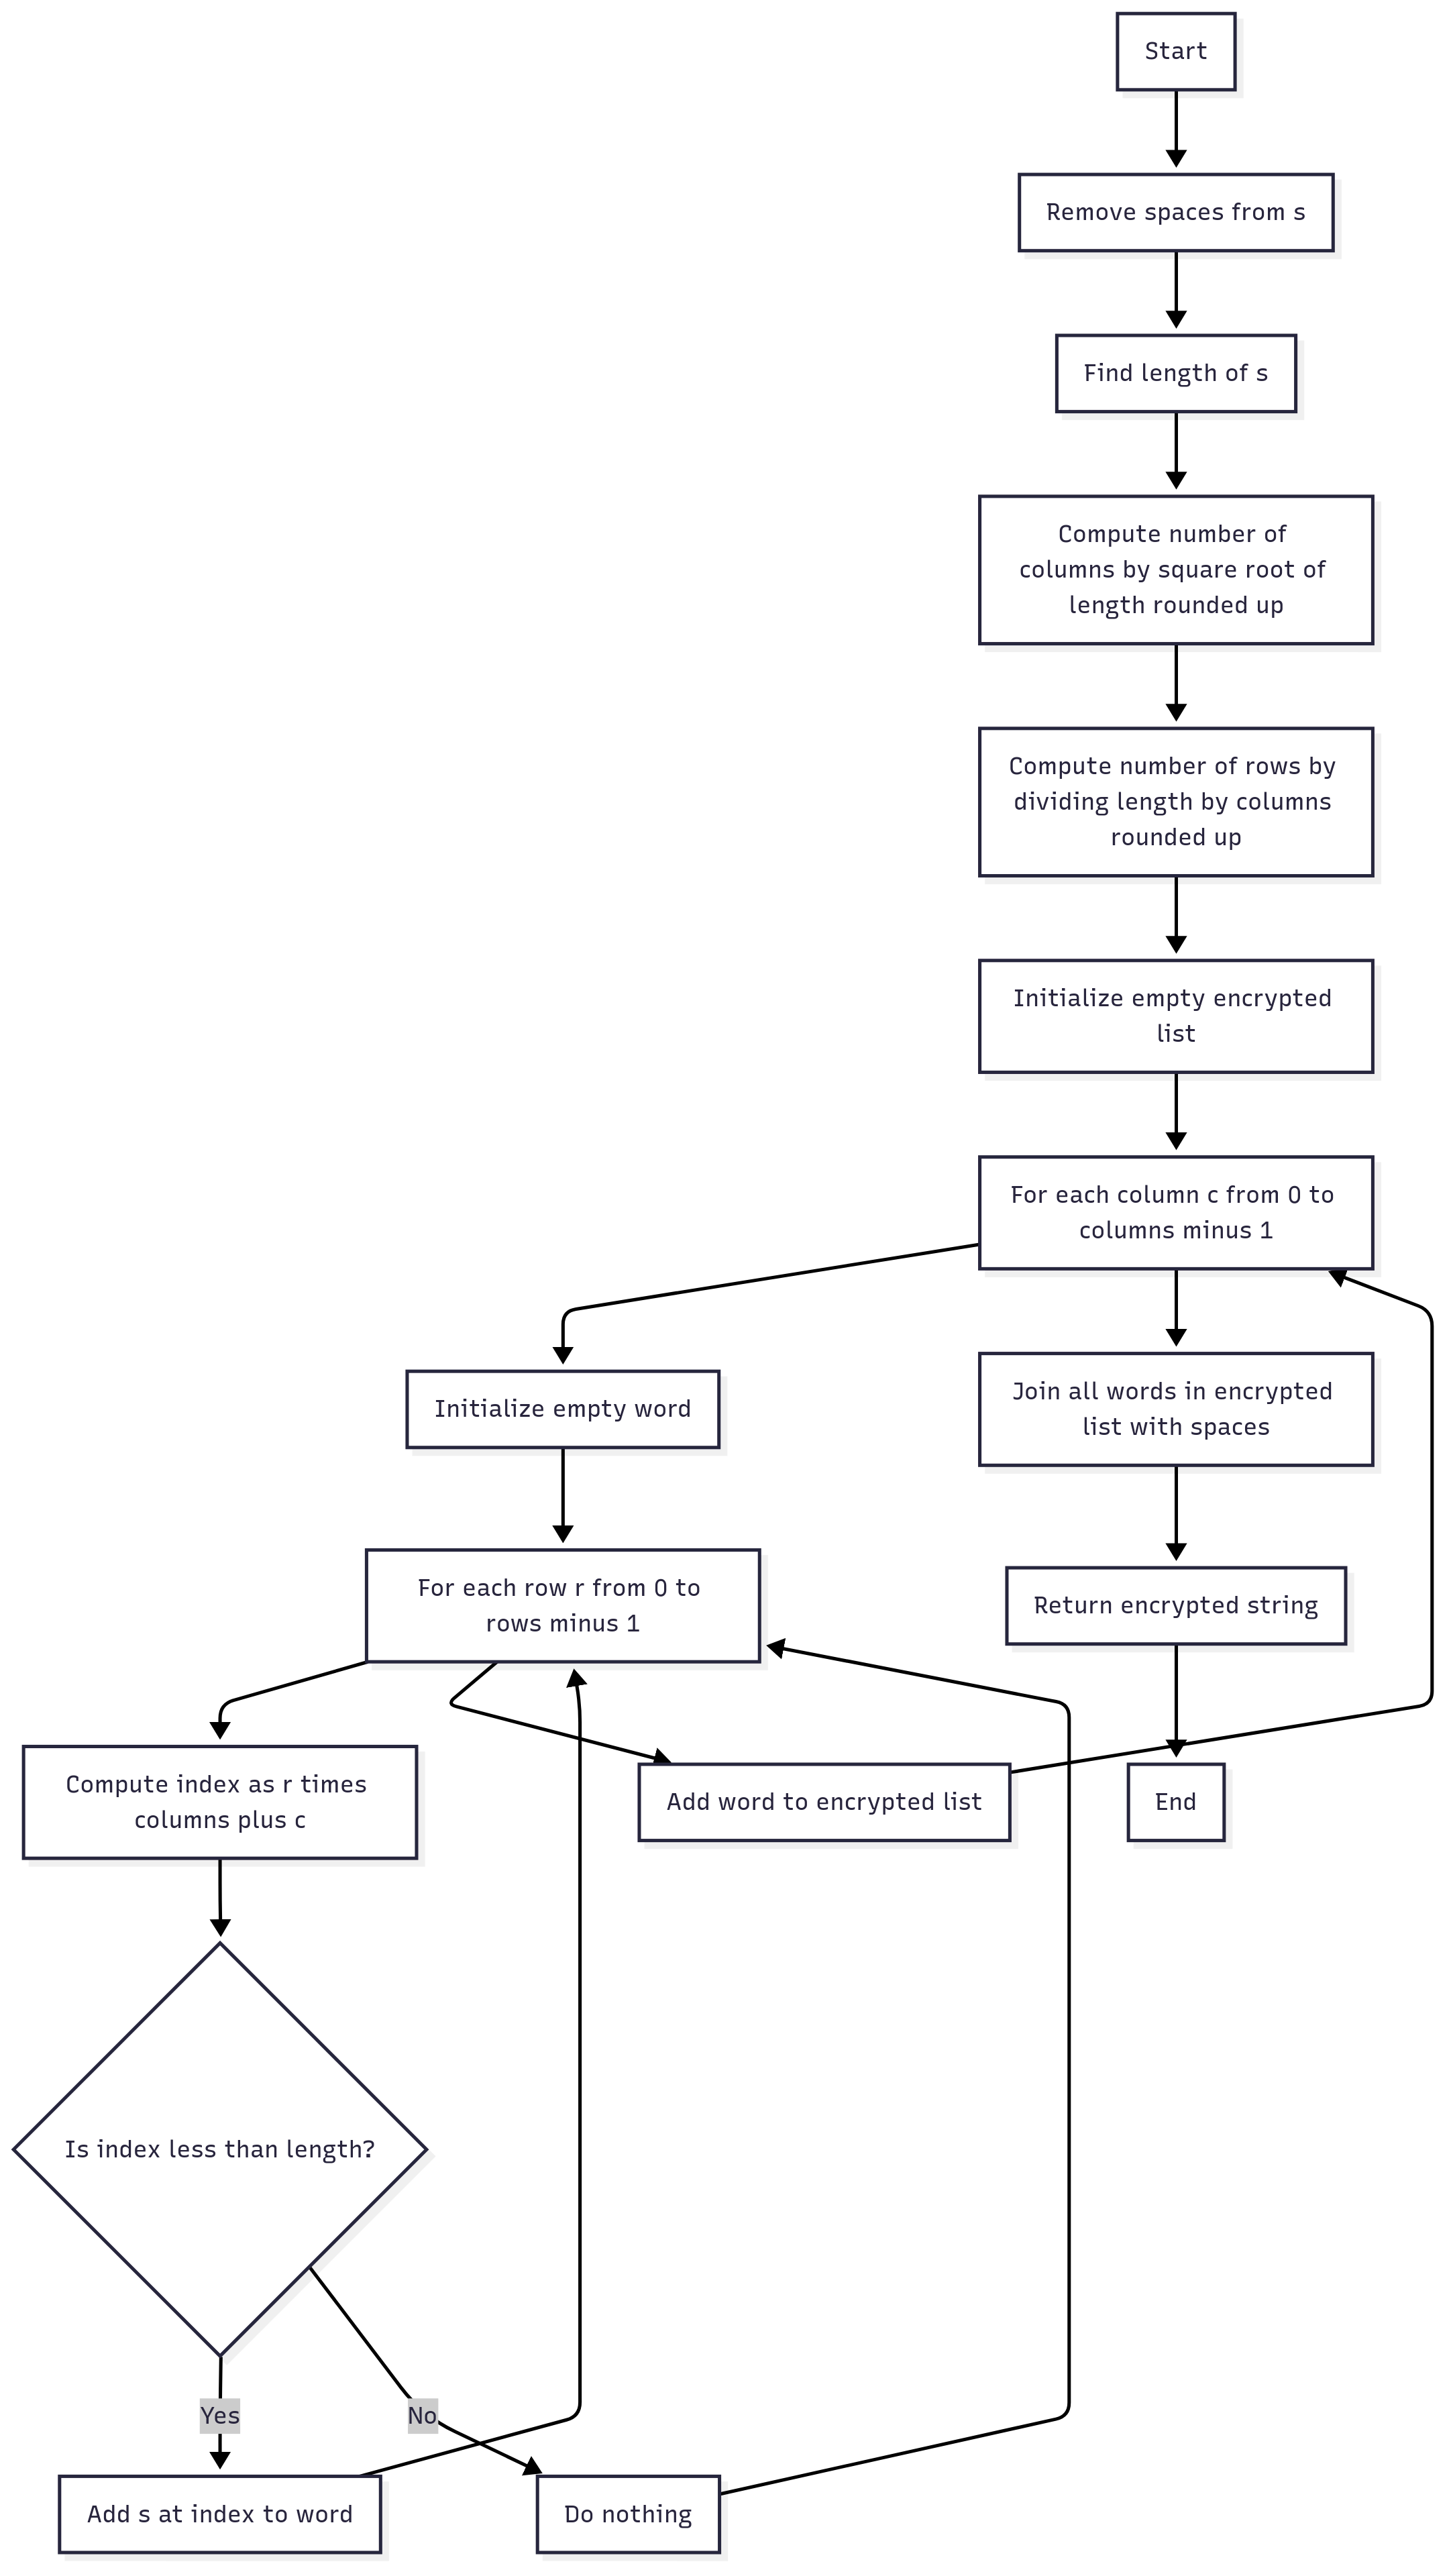 Start
Remove spaces from s
Find length of s
Compute number of
columns by square root of
length rounded up
Compute number of rows by
dividing length by columns
rounded up
Initialize empty encrypted
list
For each column c from 0 to
columns minus 1
Initialize empty word
Join all words in encrypted
list with spaces
For each row r from 0 to
rows minus 1
Return encrypted string
Compute index as r times
columns plus c
Add word to encrypted list
End
Is index less than length?
Yes
No
Add s at index to word
Do nothing